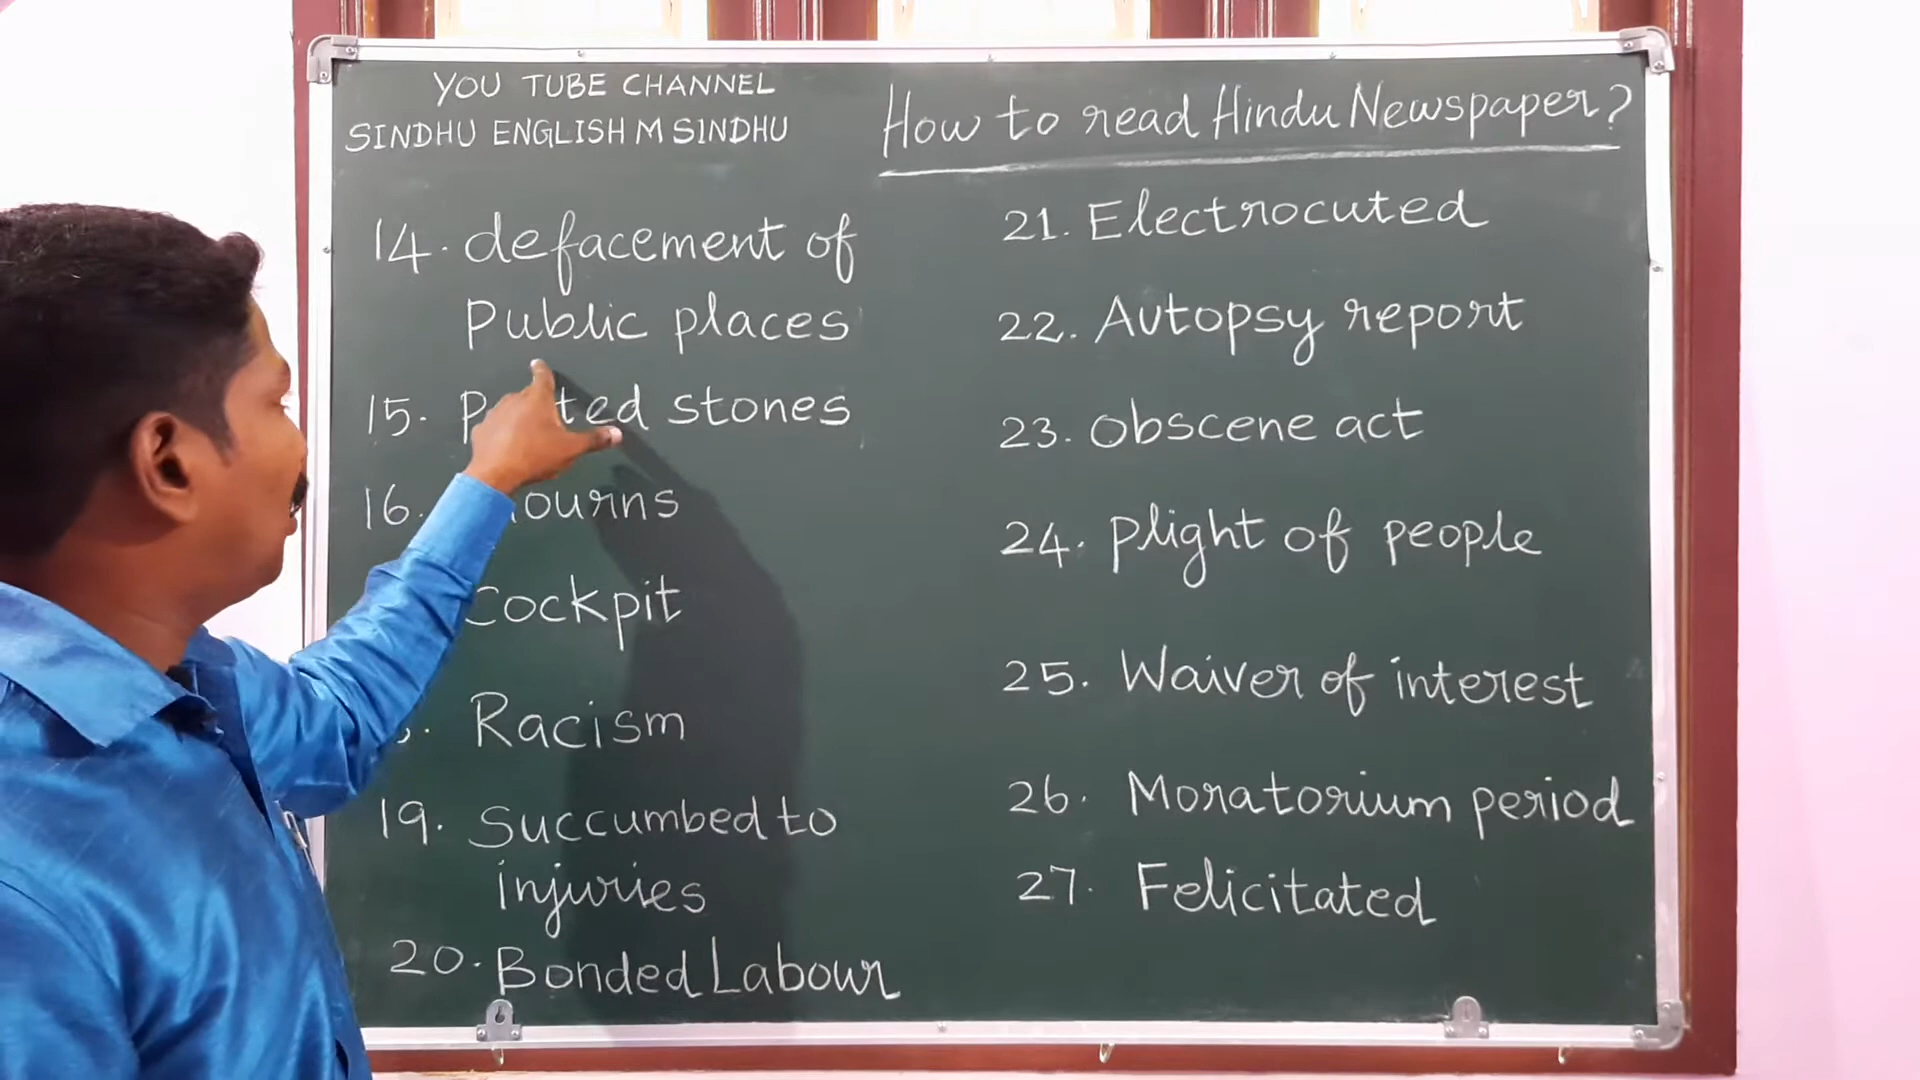 YOU TUBE CHANNEL
SINDHU ENGLISH M SINDHU
How to read Hindu Newspaper?
14. defacement of
Public places
15. stones
16.
Cockpit
Racism
19. Succumbed to
injuries
20. Bonded Labour
21. Electrocuted
22. Autopsy report
23. Obscene act
24. Plight of people
25. Waiver of interest
26. Moratorium period
27. Felicitated